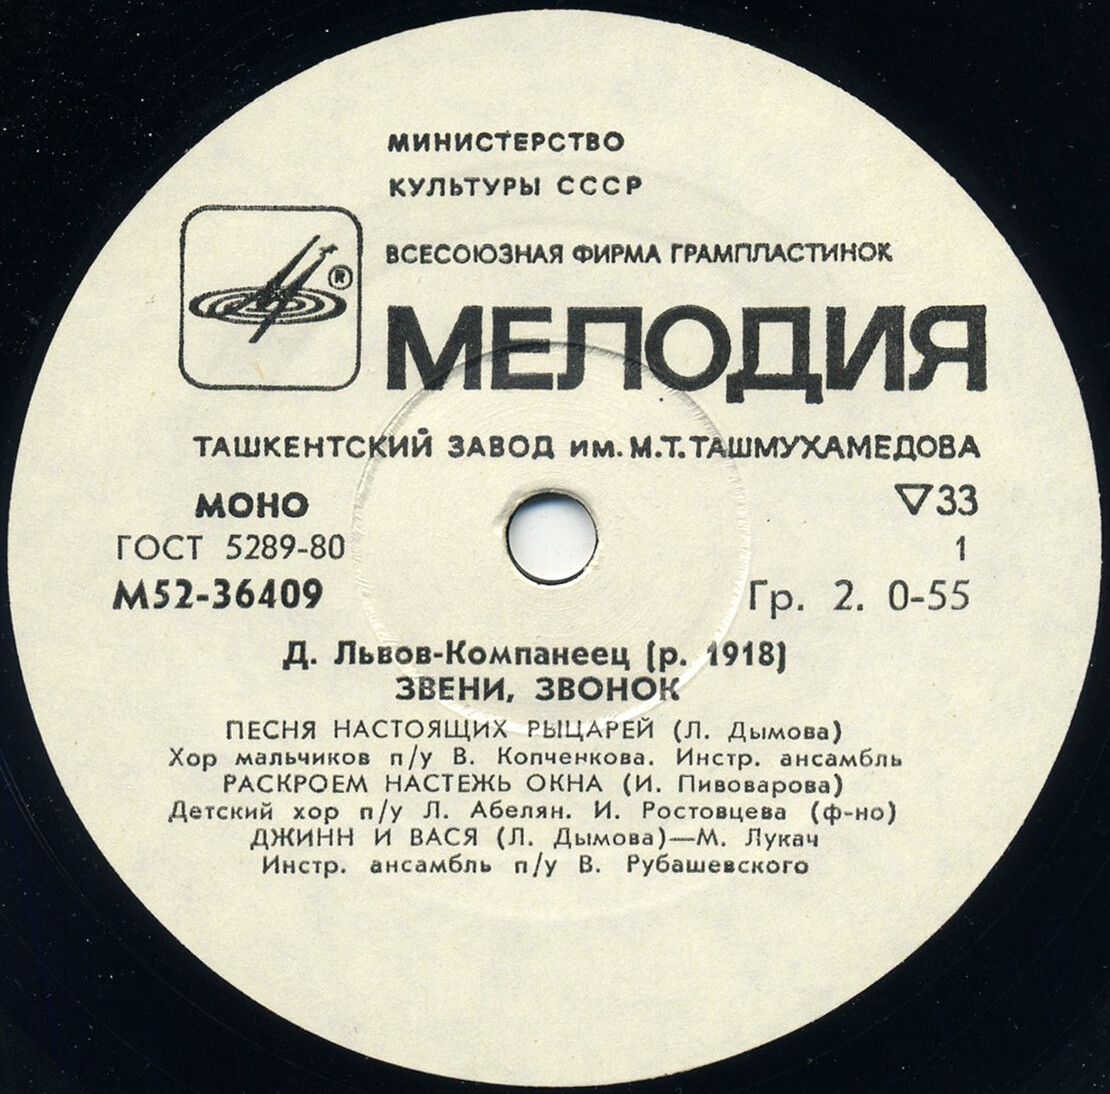 МИНИСТЕРСТВО
КУЛЬТУРЫ СССР
ВСЕСОЮЗНАЯ ФИРМА ГРАМПЛАСТИНОК
®
МЕЛОДИЯ
ТАШКЕНТСКИЙ ЗАВОД им. М.Т.ТАШМУХАМЕДОВА
МОНО
▽33
ГОСТ 5289-80
1
М52-36409
Гр. 2. 0-55
Д. Львов-Компанеец (р. 1918)
ЗВЕНИ, ЗВОНОК
ПЕСНЯ НАСТОЯЩИХ РЫЦАРЕЙ (Л. Дымова)
Хор мальчиков п/у В. Копченкова. Инстр. ансамбль
РАСКРОЕМ НАСТЕЖЬ ОКНА (И. Пивоварова)
Детский хор п/у Л. Абелян. И. Ростовцева (ф-но)
ДЖИНН И ВАСЯ (Л. Дымова)—М. Лукач
Инстр. ансамбль п/у В. Рубашевского